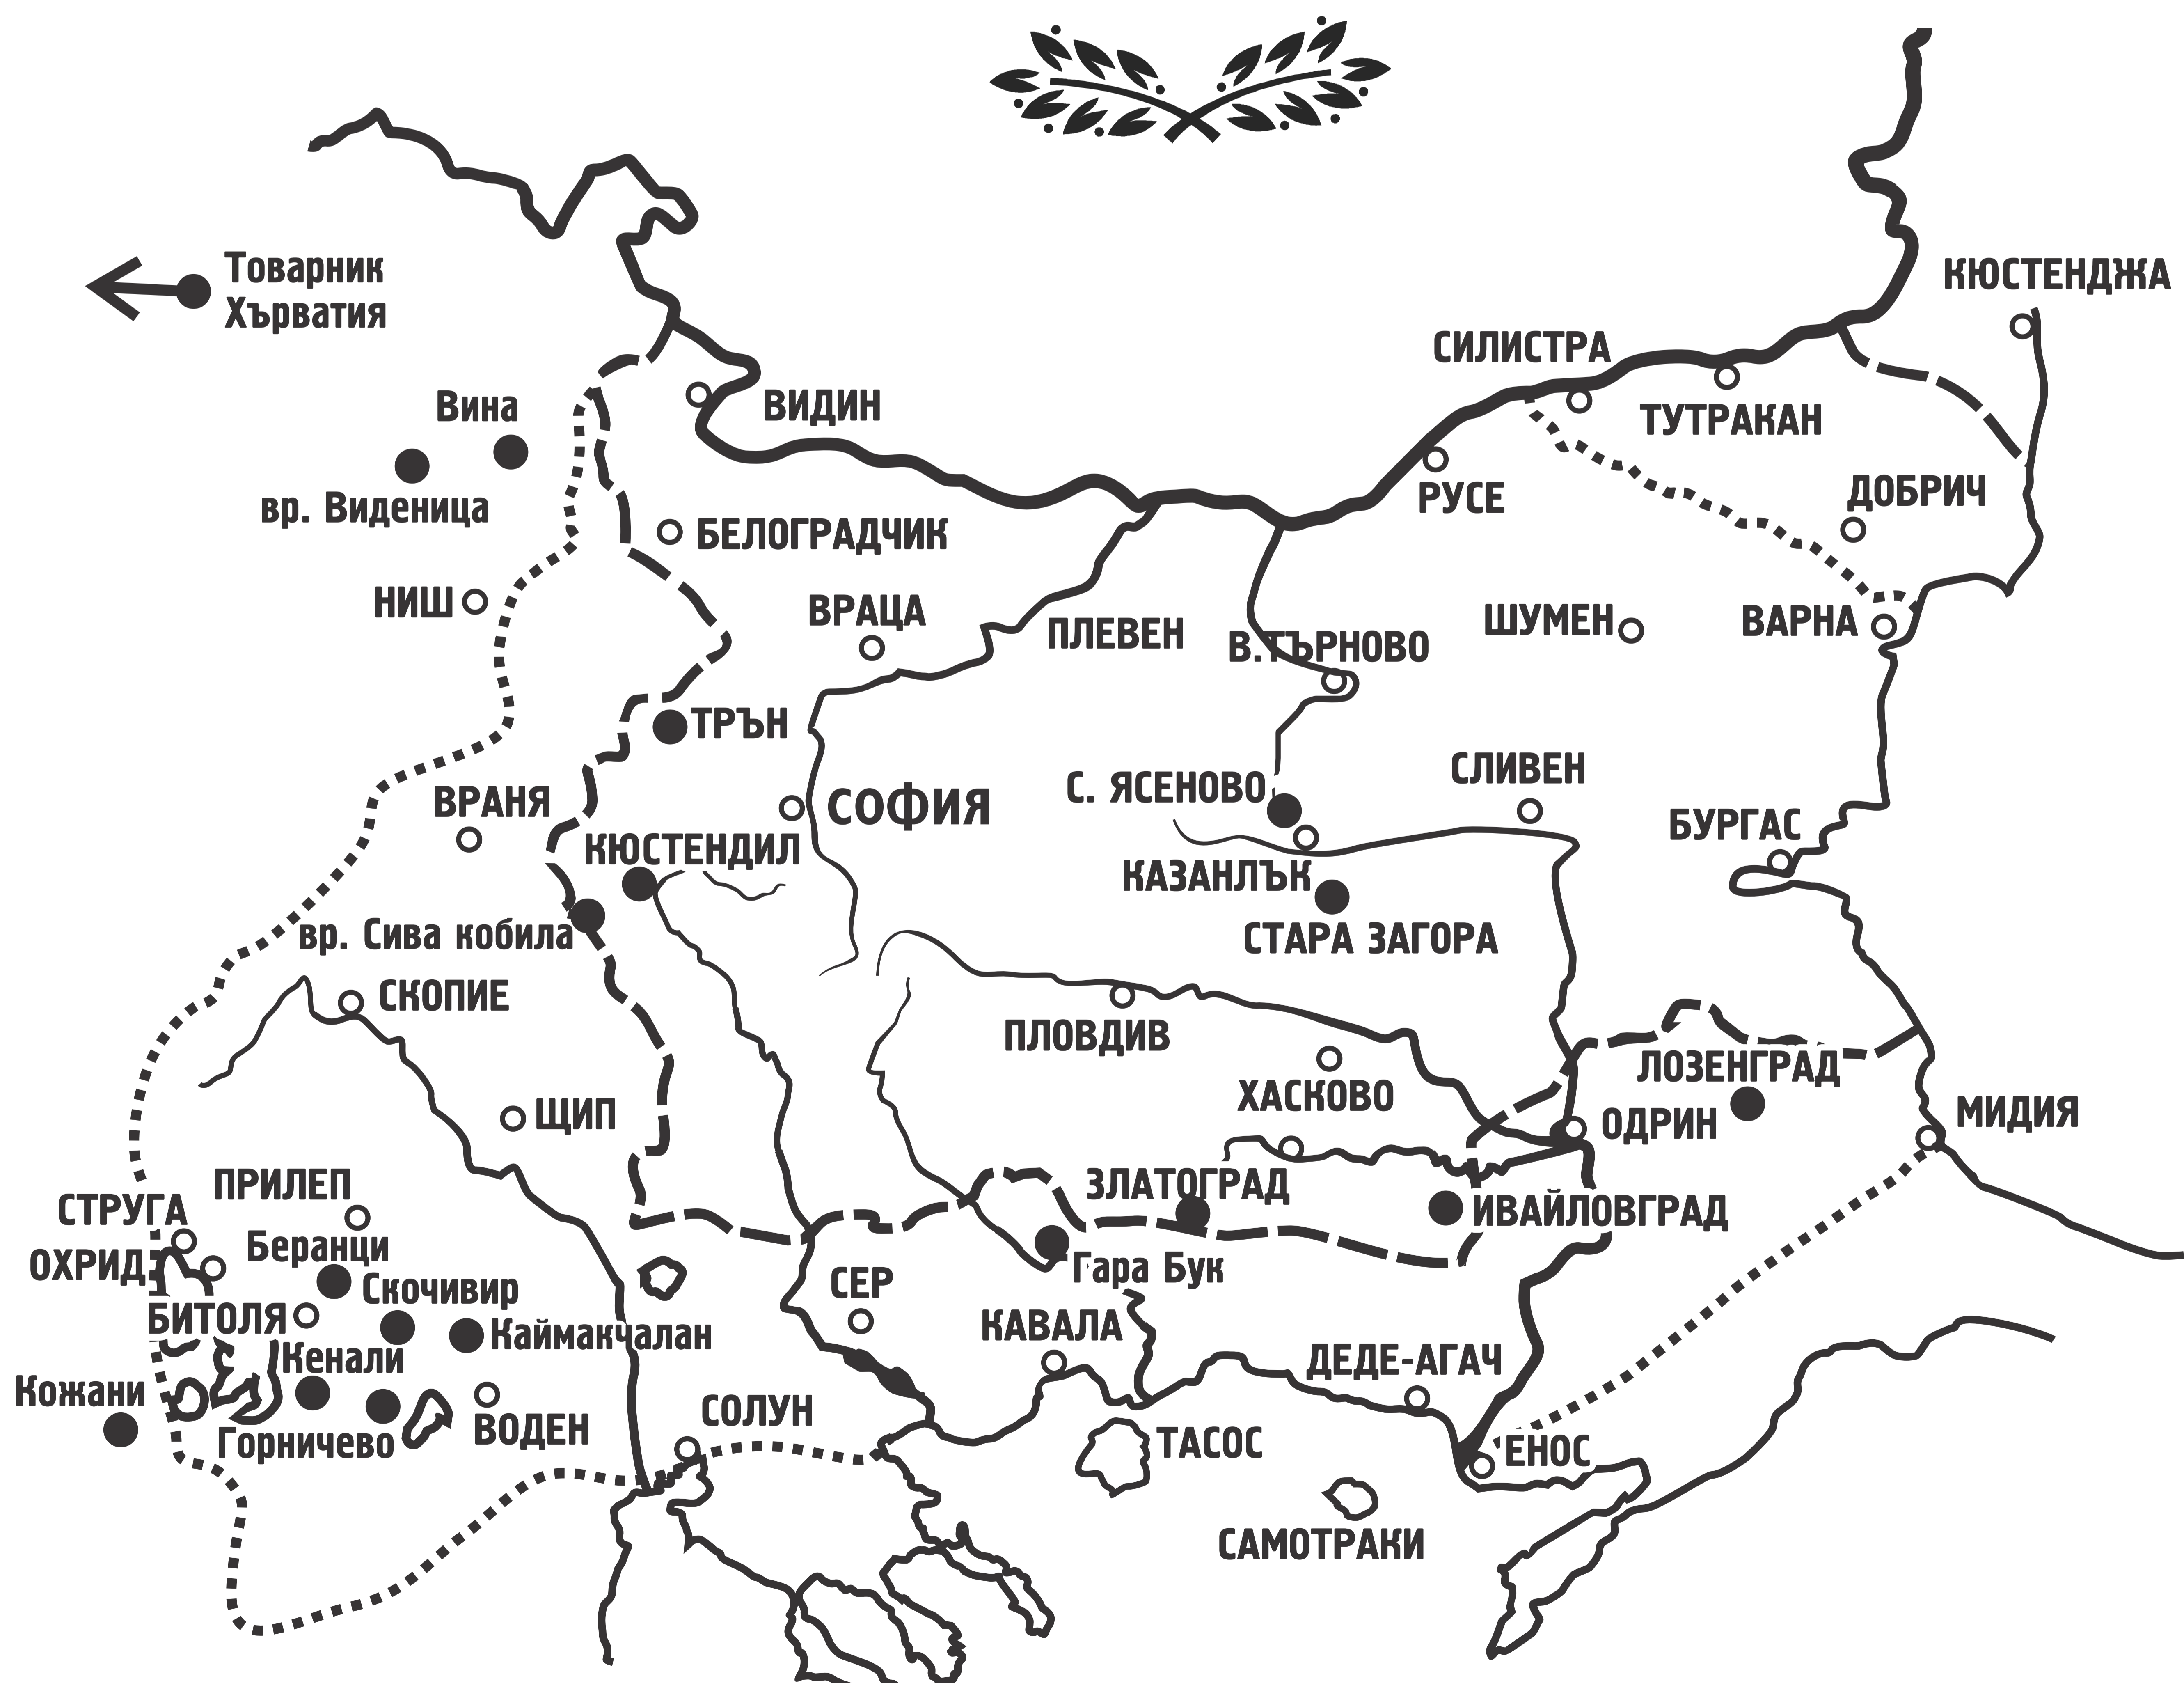 Товарник
Хърватия
КЮСТЕНДЖА
СИЛИСТРА
ТУТРАКАН
Вина
ВИДИН
вр. Виденица
РУСЕ
ДОБРИЧ
БЕЛОГРАДЧИК
НИШ
ВРАЦА
ПЛЕВЕН
В.ТЪРНОВО
ШУМЕН
ВАРНА
ТРЪН
ВРАНЯ
СОФИЯ
С. ЯСЕНОВО
СЛИВЕН
БУРГАС
КЮСТЕНДИЛ
КАЗАНЛЪК
вр. Сива кобила
СТАРА ЗАГОРА
СКОПИЕ
ПЛОВДИВ
ХАСКОВО
ЛОЗЕНГРАД
ЩИП
ОДРИН
МИДИЯ
ПРИЛЕП
СТРУГА
ЗЛАТОГРАД
ИВАЙЛОВГРАД
Беранци
ОХРИД
Гара Бук
Скочивир
СЕР
БИТОЛЯ
Каймакчалан
КАВАЛА
Кенали
ДЕДЕ-АГАЧ
Кожани
СОЛУН
ВОДЕН
Горничево
ТАСОС
ЕНОС
САМОТРАКИ